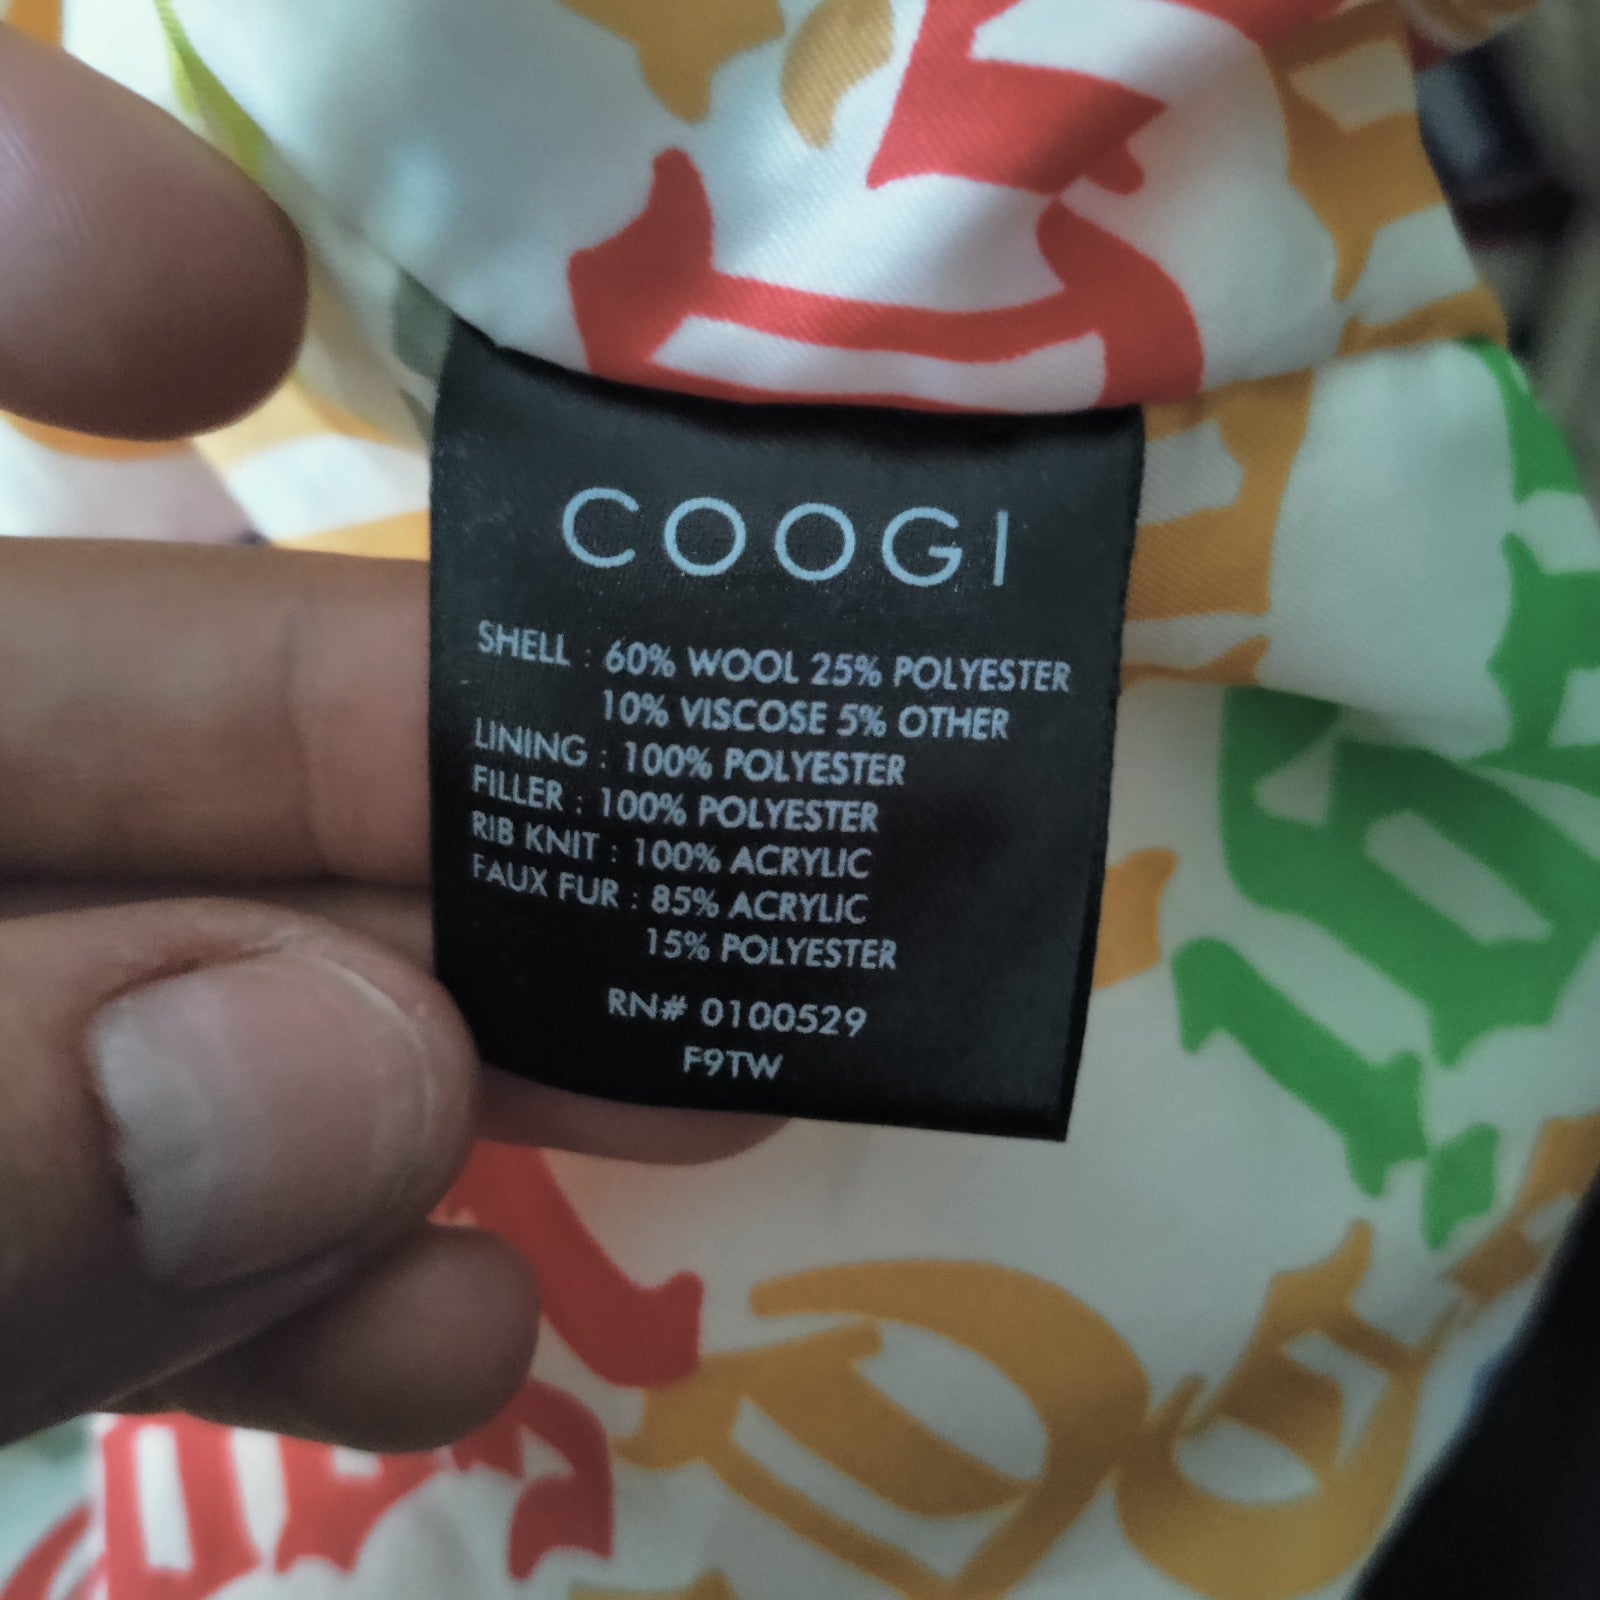 COOGI
SHELL : 60% WOOL 25% POLYESTER
10% VISCOSE 5% OTHER
LINING : 100% POLYESTER
FILLER : 100% POLYESTER
RIB KNIT : 100% ACRYLIC
FAUX FUR : 85% ACRYLIC
15% POLYESTER
RN# 0100529
F9TW